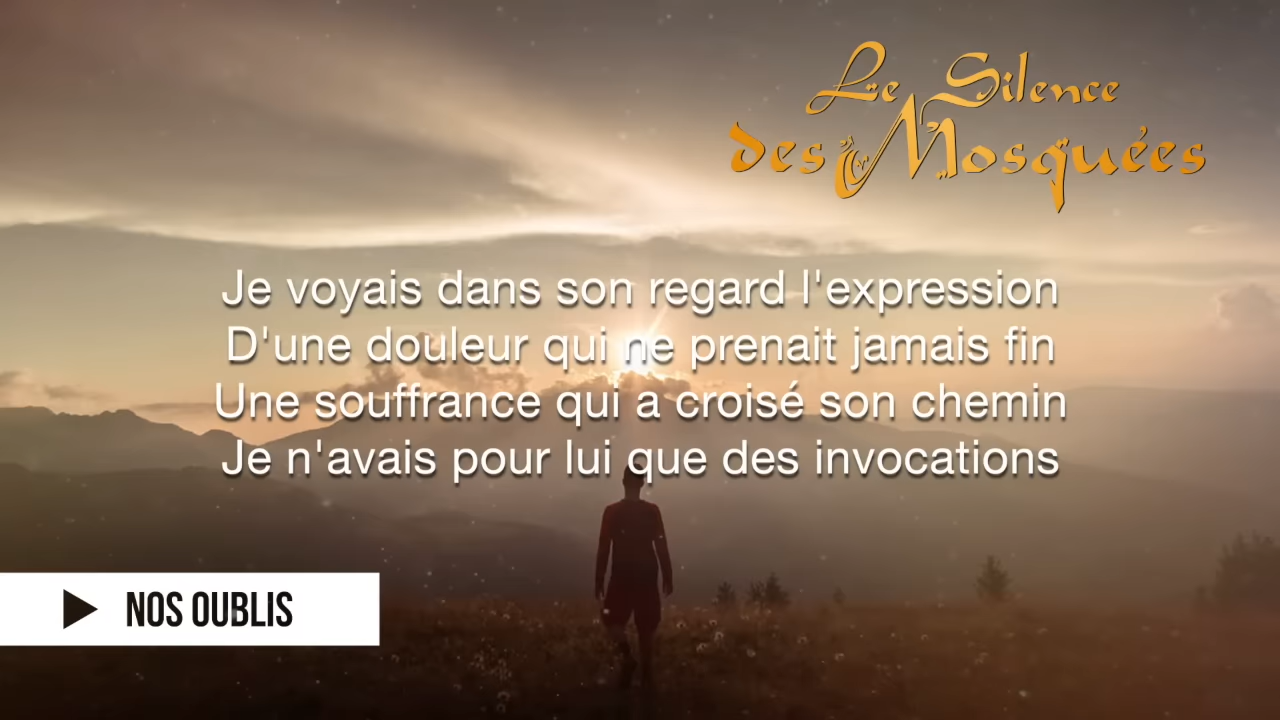 Le Silence
des Mosquées
Je voyais dans son regard l'expression
D'une douleur qui ne prenait jamais fin
Une souffrance qui a croisé son chemin
Je n'avais pour lui que des invocations
NOS OUBLIS